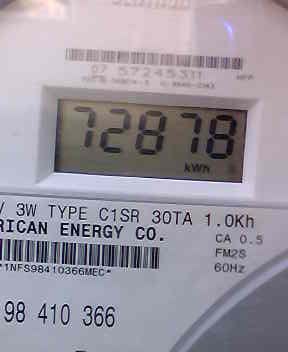 07 57245311
72878
kWh
/ 3W TYPE C1SR 30TA 1.0Kh
RICAN ENERGY CO.
CA 0.5
FM2S
*1NFS98410366MEC*
60Hz
98 410 366